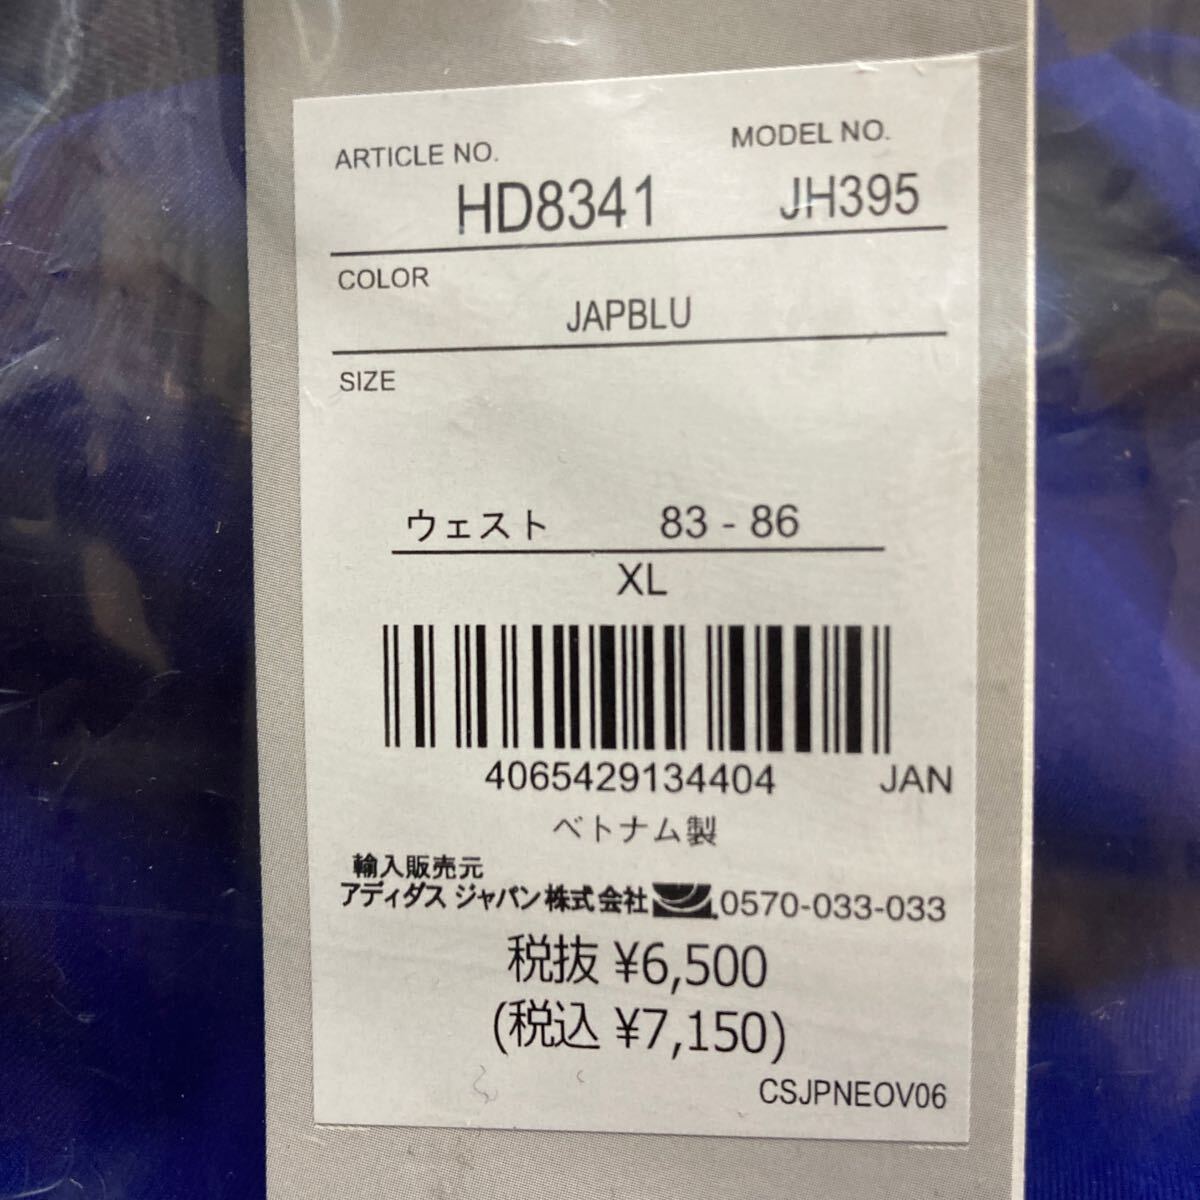 ARTICLE NO. MODEL NO.
HD8341 JH395
COLOR
JAPBLU
SIZE
ウェスト 83 - 86
XL
4065429134404 JAN
ベトナム製
輸入販売元
アディダス ジャパン株式会社 0570-033-033
税抜 ¥6,500
(税込 ¥7,150)
CSJPNEOV06